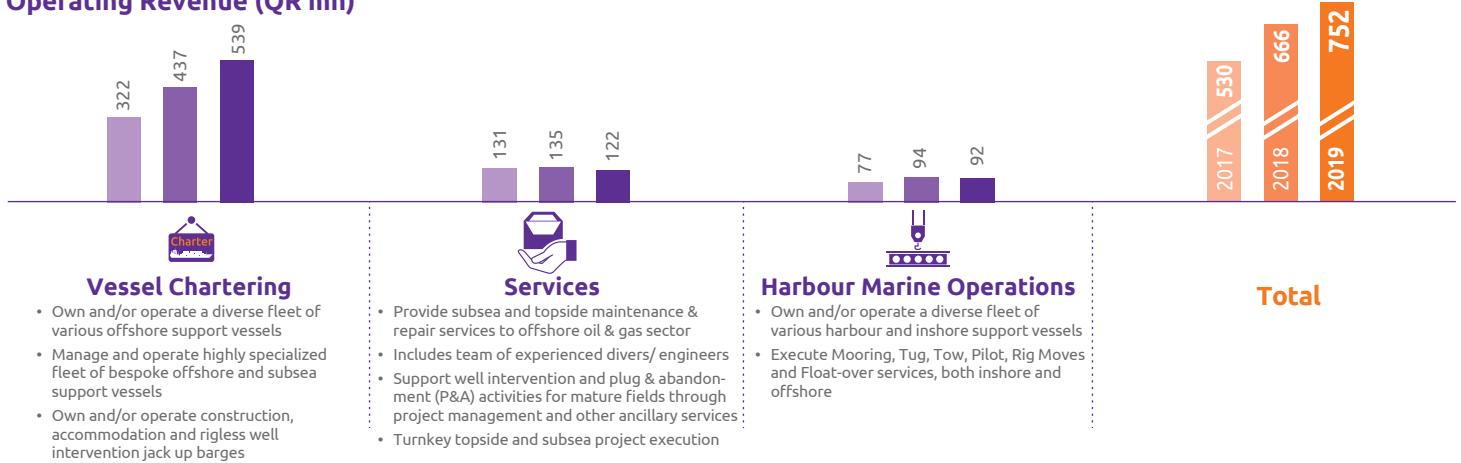 Operating Revenue (QR mn)
322
437
539
131
135
122
77
94
92
530
666
752
2017
2018
2019
Charter
Vessel Chartering
• Own and/or operate a diverse fleet of
various offshore support vessels
• Manage and operate highly specialized
fleet of bespoke offshore and subsea
support vessels
• Own and/or operate construction,
accommodation and rigless well
intervention jack up barges
Services
• Provide subsea and topside maintenance &
repair services to offshore oil & gas sector
• Includes team of experienced divers/ engineers
• Support well intervention and plug & abandon-
ment (P&A) activities for mature fields through
project management and other ancillary services
• Turnkey topside and subsea project execution
Harbour Marine Operations
• Own and/or operate a diverse fleet of
various harbour and inshore support vessels
• Execute Mooring, Tug, Tow, Pilot, Rig Moves
and Float-over services, both inshore and
offshore
Total